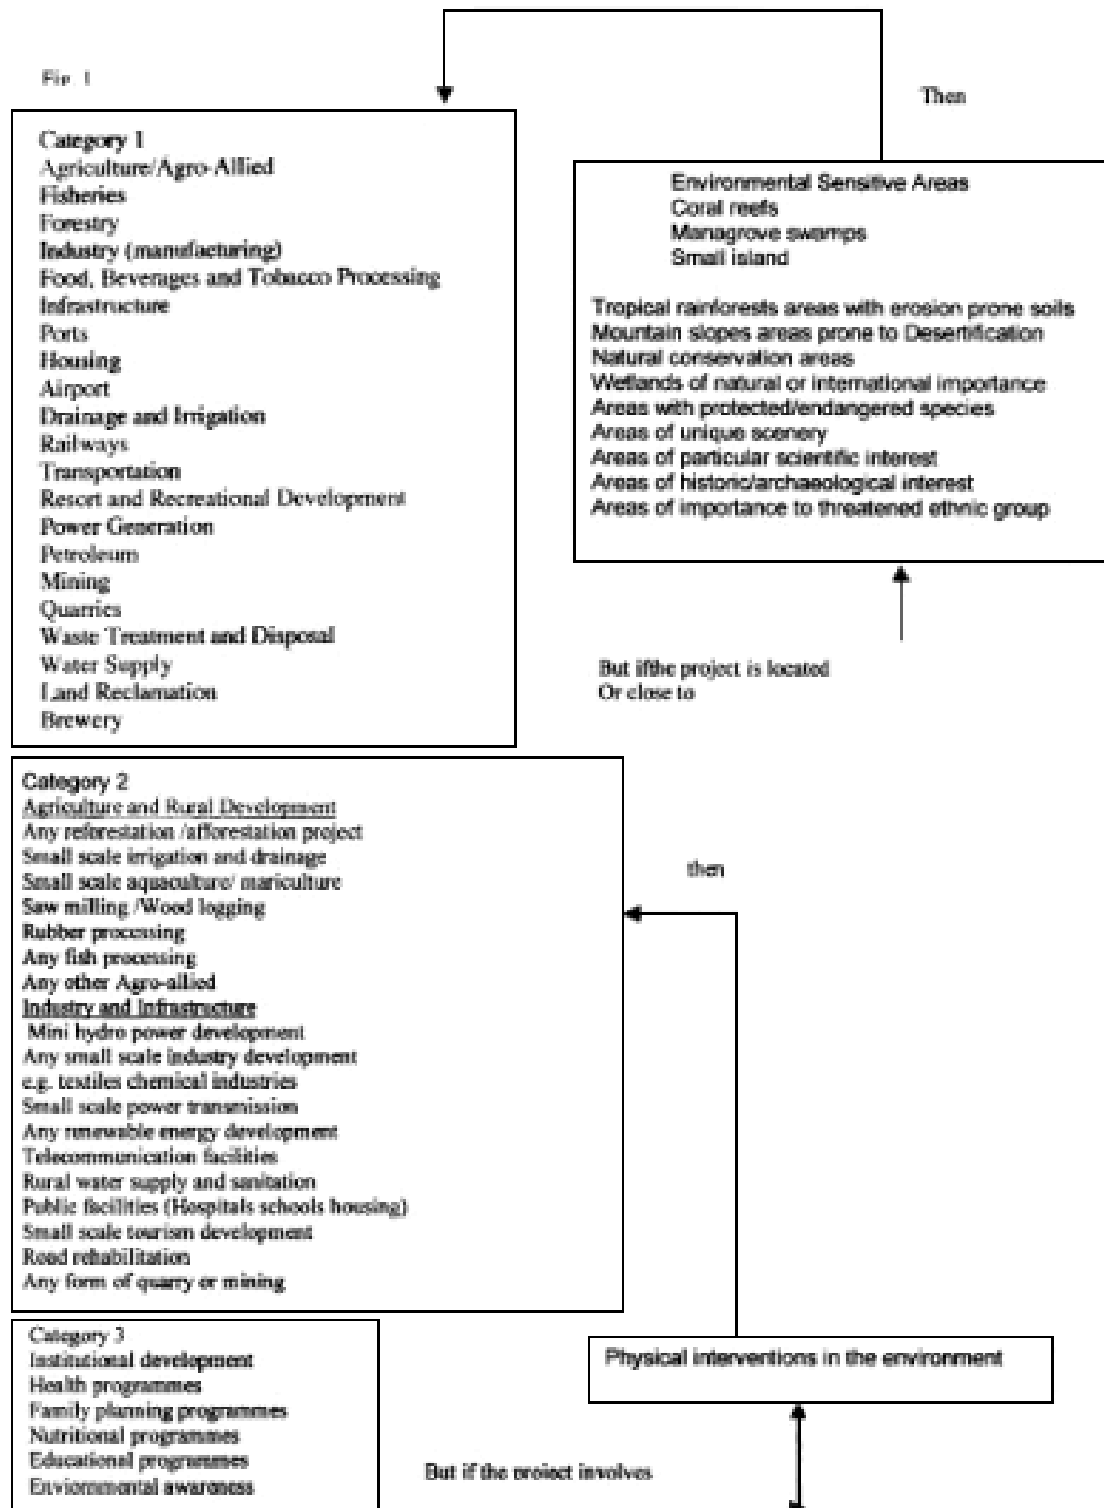 Fig. 1
Then
Category 1
Agriculture/Agro-Allied
Fisheries
Forestry
Industry (manufacturing)
Food, Beverages and Tobacco Processing
Infrastructure
Ports
Housing
Airport
Drainage and Irrigation
Railways
Transportation
Resort and Recreational Development
Power Generation
Petroleum
Mining
Quarries
Waste Treatment and Disposal
Water Supply
Land Reclamation
Brewery
Environmental Sensitive Areas
Coral reefs
Managrove swamps
Small island
Tropical rainforests areas with erosion prone soils
Mountain slopes areas prone to Desertification
Natural conservation areas
Wetlands of natural or international importance
Areas with protected/endangered species
Areas of unique scenery
Areas of particular scientific interest
Areas of historic/archaeological interest
Areas of importance to threatened ethnic group
But ifthe project is located
Or close to
Category 2
Agriculture and Rural Development
Any reforestation /afforestation project
Small scale irrigation and drainage
Small scale aquaculture/ mariculture
Saw milling /Wood logging
Rubber processing
Any fish processing
Any other Agro-allied
Industry and Infrastructure
Mini hydro power development
Any small scale industry development
e.g. textiles chemical industries
Small scale power transmission
Any renewable energy development
Telecommunication facilities
Rural water supply and sanitation
Public facilities (Hospitals schools housing)
Small scale tourism development
Road rehabilitation
Any form of quarry or mining
then
Category 3
Institutional development
Health programmes
Family planning programmes
Nutritional programmes
Educational programmes
Enviornmental awareness
Physical interventions in the environment
But if the project involves